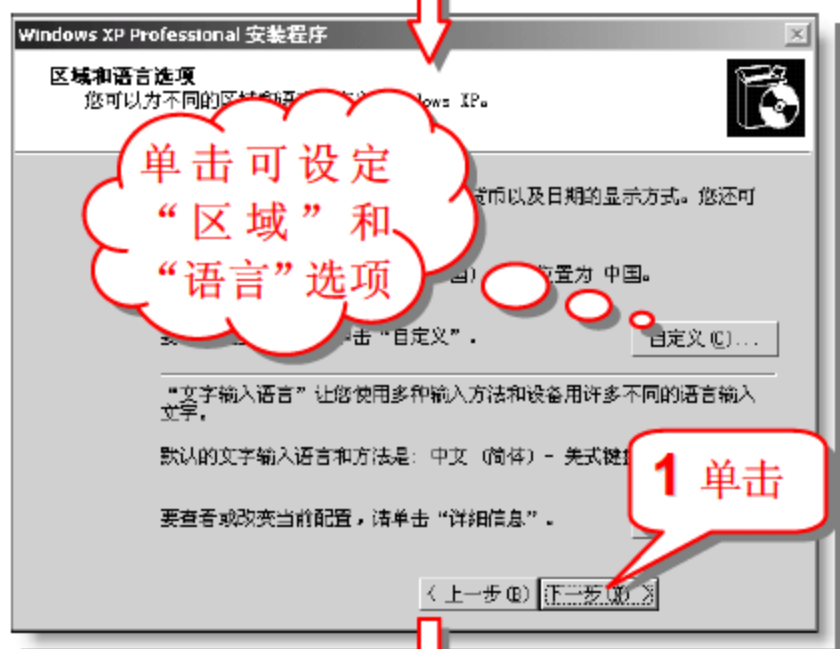 Windows XP Professional 安装程序
区域和语言选项
您可以为不同的区域和语 ows XP。
单击可设定
“区域”和
“语言”选项
货币以及日期的显示方式。您还可
位置为 中国。
单击“自定义”。
自定义(C)...
“文字输入语言”让您使用多种输入方法和设备用许多不同的语言输入
文字。
默认的文字输入语言和方法是: 中文 (简体) - 美式键
1 单击
要查看或改变当前配置，请单击“详细信息”。
< 上一步(B)
下一步(N) >